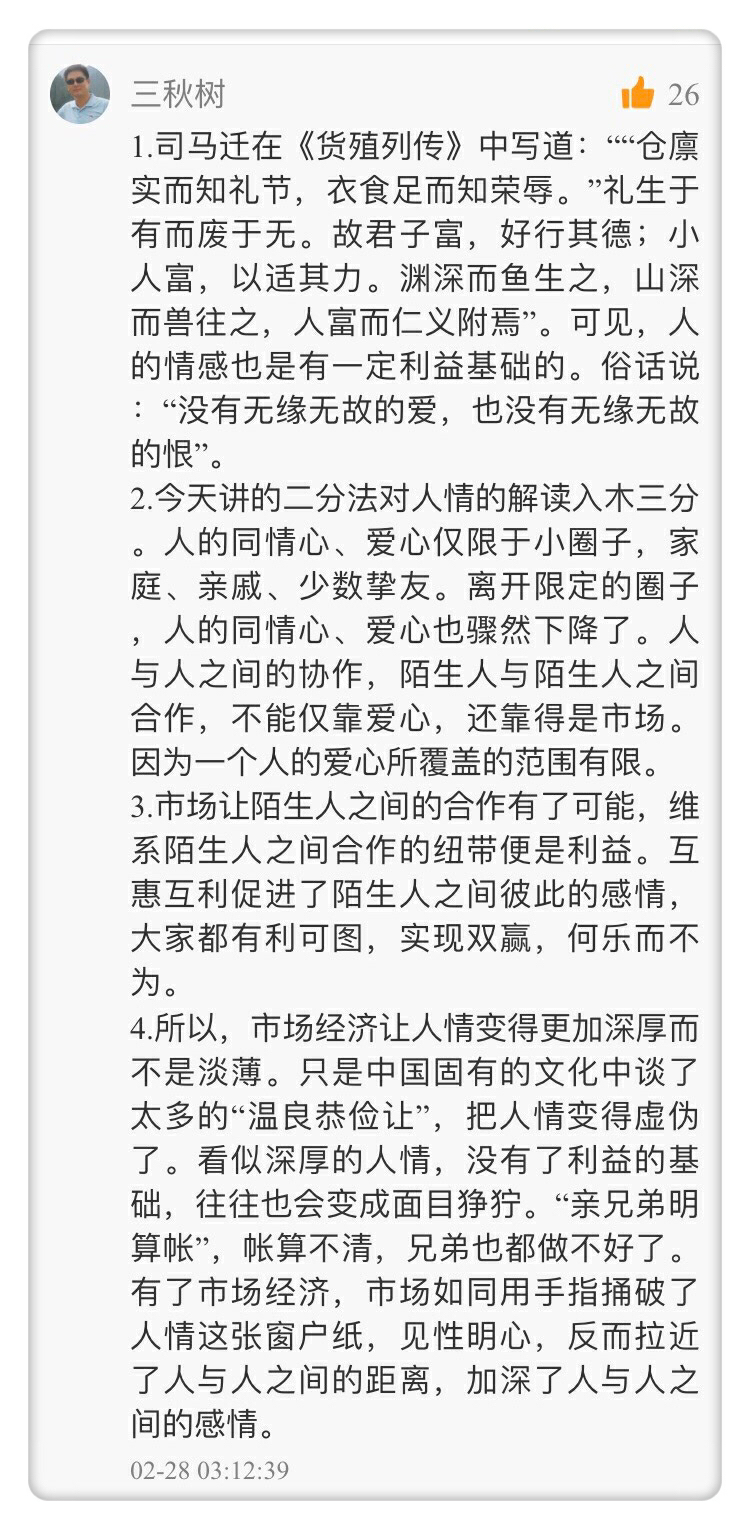 三秋树
26
1.司马迁在《货殖列传》中写道：““仓廪
实而知礼节，衣食足而知荣辱。”礼生于
有而废于无。故君子富，好行其德；小
人富，以适其力。渊深而鱼生之，山深
而兽往之，人富而仁义附焉”。可见，人
的情感也是有一定利益基础的。俗话说
：“没有无缘无故的爱，也没有无缘无故
的恨”。
2.今天讲的二分法对人情的解读入木三分
。人的同情心、爱心仅限于小圈子，家
庭、亲戚、少数挚友。离开限定的圈子
，人的同情心、爱心也骤然下降了。人
与人之间的协作，陌生人与陌生人之间
合作，不能仅靠爱心，还靠得是市场。
因为一个人的爱心所覆盖的范围有限。
3.市场让陌生人之间的合作有了可能，维
系陌生人之间合作的纽带便是利益。互
惠互利促进了陌生人之间彼此的感情，
大家都有利可图，实现双赢，何乐而不
为。
4.所以，市场经济让人情变得更加深厚而
不是淡薄。只是中国固有的文化中谈了
太多的“温良恭俭让”，把人情变得虚伪
了。看似深厚的人情，没有了利益的基
础，往往也会变成面目狰狞。“亲兄弟明
算帐”，帐算不清，兄弟也都做不好了。
有了市场经济，市场如同用手指捅破了
人情这张窗户纸，见性明心，反而拉近
了人与人之间的距离，加深了人与人之
间的感情。
02-28 03:12:39